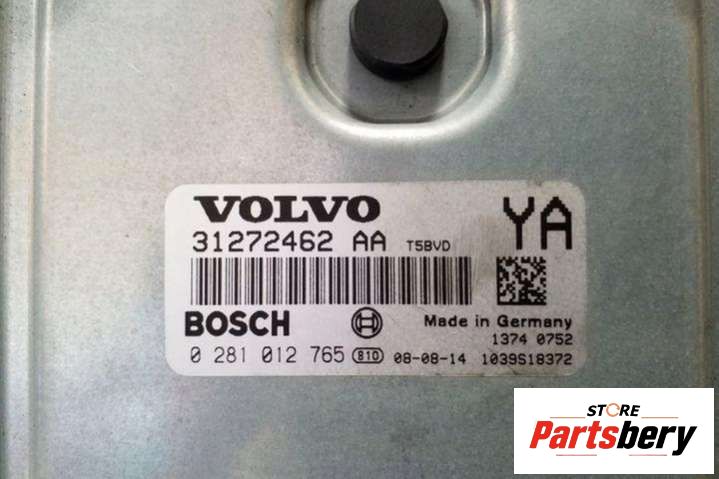 VOLVO YA
31272462 AA T5BVD
BOSCH Made in Germany
1374 0752
0 281 012 765 810 08-08-14 1039S18372
STORE
Partsbery